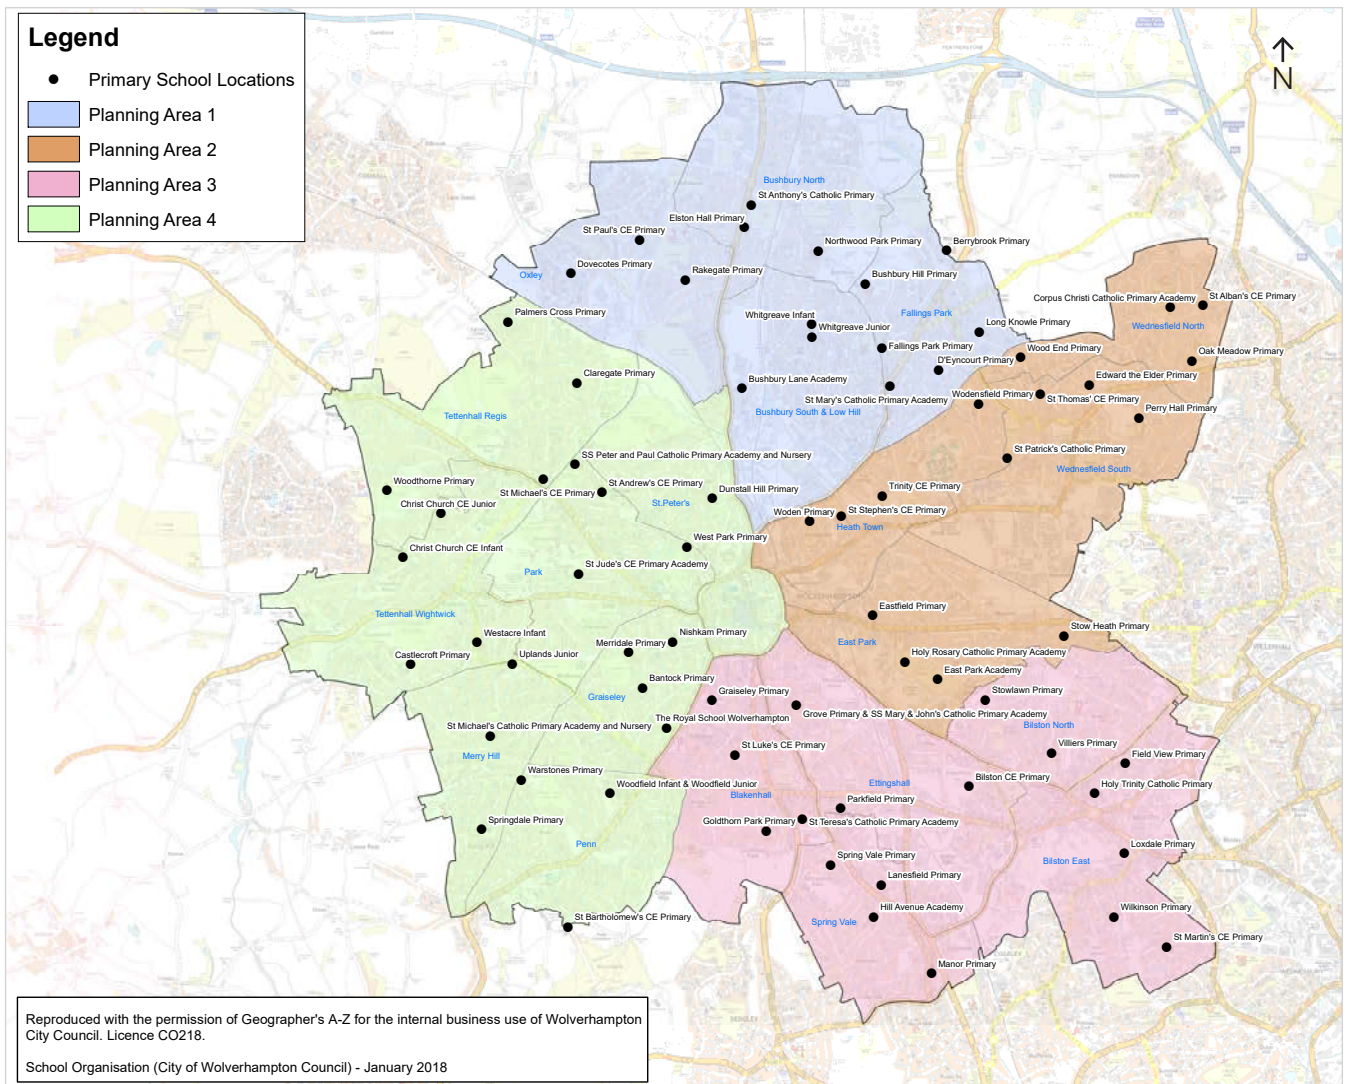 Legend
Primary School Locations
Planning Area 1
Planning Area 2
Planning Area 3
Planning Area 4
N
Bushbury North
St Anthony's Catholic Primary
Elston Hall Primary
St Paul's CE Primary
Northwood Park Primary
Berrybrook Primary
Dovecotes Primary
Rakegate Primary
Oxley
Bushbury Hill Primary
Corpus Christi Catholic Primary Academy
St Alban's CE Primary
Palmers Cross Primary
Whitgreave Infant
Fallings Park
Whitgreave Junior
Long Knowle Primary
Wednesfield North
Fallings Park Primary
Wood End Primary
Oak Meadow Primary
D'Eyncourt Primary
Claregate Primary
Bushbury Lane Academy
Edward the Elder Primary
St Mary's Catholic Primary Academy
Wodensfield Primary
St Thomas' CE Primary
Tettenhall Regis
Bushbury South & Low Hill
Perry Hall Primary
SS Peter and Paul Catholic Primary Academy and Nursery
St Patrick's Catholic Primary
Wednesfield South
Woodthorne Primary
St Andrew's CE Primary
St Michael's CE Primary
Dunstall Hill Primary
Trinity CE Primary
Christ Church CE Junior
St.Peter's
Woden Primary
St Stephen's CE Primary
Heath Town
West Park Primary
Christ Church CE Infant
St Jude's CE Primary Academy
Park
Tettenhall Wightwick
Eastfield Primary
Westacre Infant
Merridale Primary
Nishkam Primary
East Park
Stow Heath Primary
Castlecroft Primary
Uplands Junior
Holy Rosary Catholic Primary Academy
East Park Academy
Bantock Primary
Graiseley
Graiseley Primary
Stowlawn Primary
Grove Primary & SS Mary & John's Catholic Primary Academy
St Michael's Catholic Primary Academy and Nursery
The Royal School Wolverhampton
Bilston North
St Luke's CE Primary
Villiers Primary
Merry Hill
Field View Primary
Warstones Primary
Bilston CE Primary
Ettingshall
Woodfield Infant & Woodfield Junior
Holy Trinity Catholic Primary
Blakenhall
Parkfield Primary
Springdale Primary
Goldthorn Park Primary
St Teresa's Catholic Primary Academy
Penn
Loxdale Primary
Spring Vale Primary
Bilston East
Lanesfield Primary
Hill Avenue Academy
Wilkinson Primary
St Bartholomew's CE Primary
Spring Vale
St Martin's CE Primary
Manor Primary
Reproduced with the permission of Geographer's A-Z for the internal business use of Wolverhampton
City Council. Licence CO218.
School Organisation (City of Wolverhampton Council) - January 2018